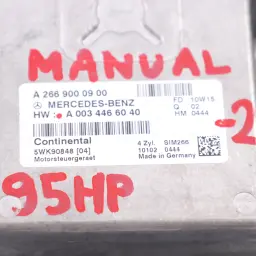 MANUAL
A 266 900 09 00
FD 10W15
MERCEDES-BENZ
Q 02
HW : A 003 446 60 40
HM 0444
-2
Continental
4 Zyl. SIM266
5WK90848 [04]
10102 0444
Motorsteuergeraet
Made in Germany
95HP